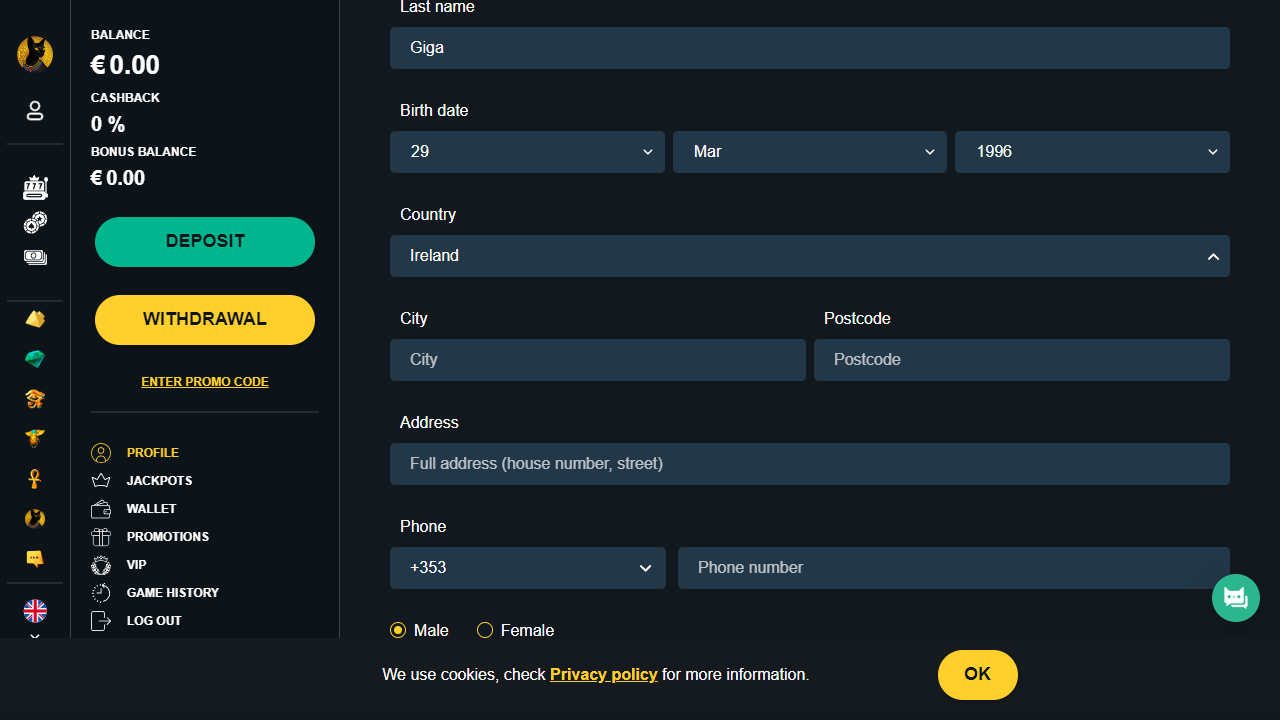 BALANCE
€ 0.00
CASHBACK
0 %
BONUS BALANCE
€ 0.00
DEPOSIT
WITHDRAWAL
ENTER PROMO CODE
PROFILE
JACKPOTS
WALLET
PROMOTIONS
VIP
GAME HISTORY
LOG OUT
Last name
Giga
Birth date
29 Mar 1996
Country
Ireland
City Postcode
City Postcode
Address
Full address (house number, street)
Phone
+353 Phone number
Male Female
We use cookies, check Privacy policy for more information. OK